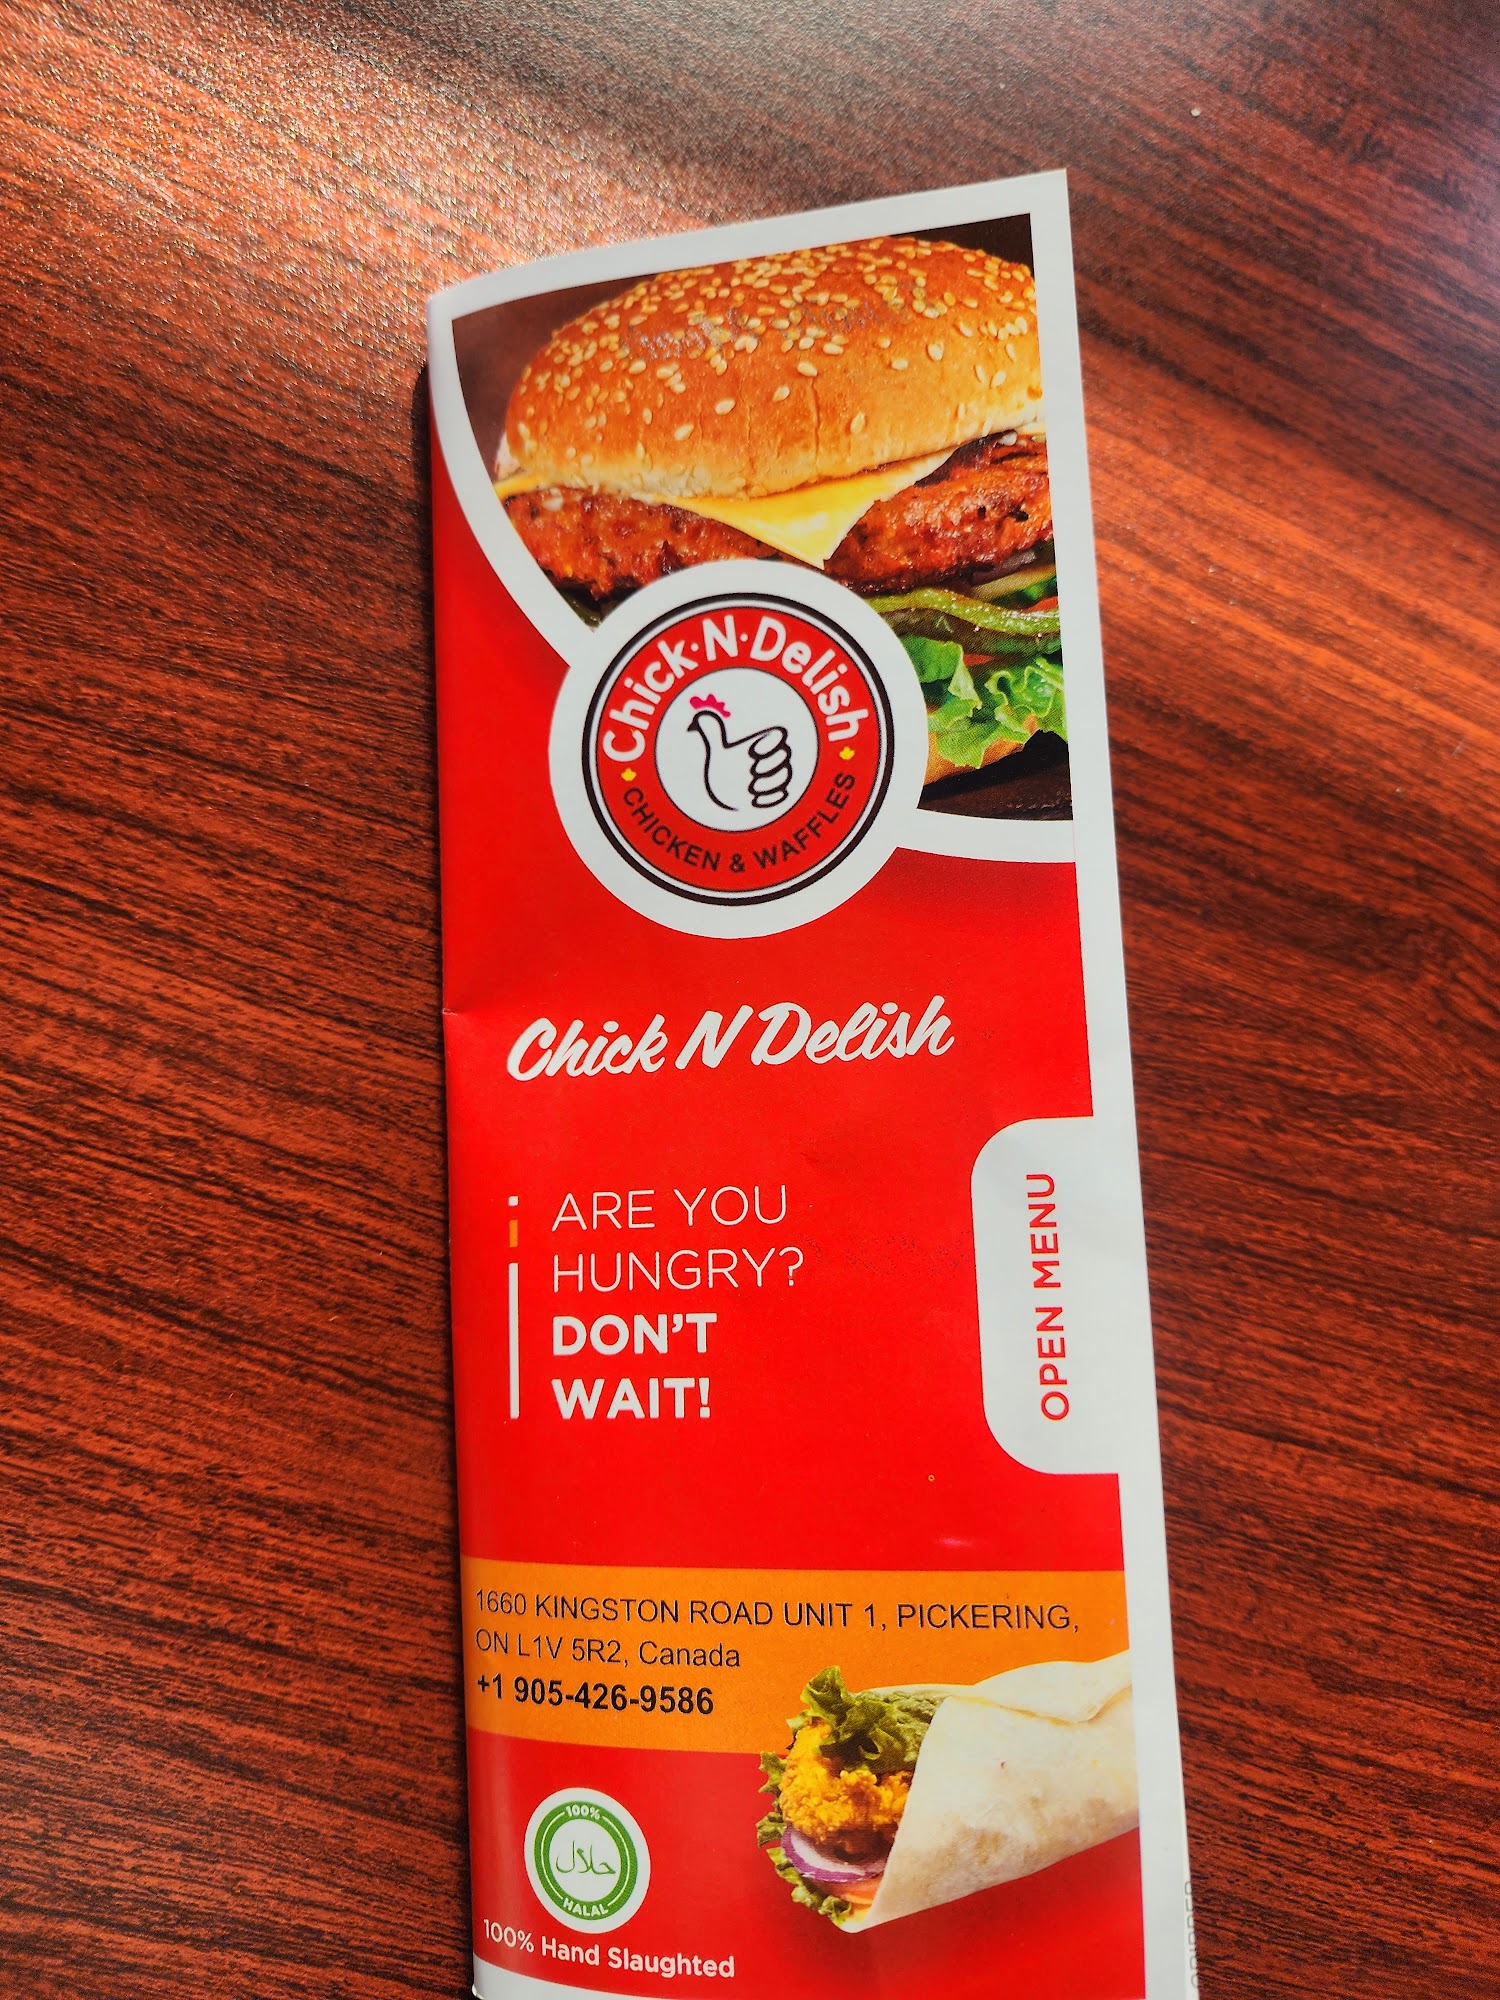 Chick·N·Delish
CHICKEN & WAFFLES
Chick N Delish
ARE YOU
HUNGRY?
DON'T
WAIT!
OPEN MENU
1660 KINGSTON ROAD UNIT 1, PICKERING,
ON L1V 5R2, Canada
+1 905-426-9586
100%
حلال
HALAL
100% Hand Slaughted